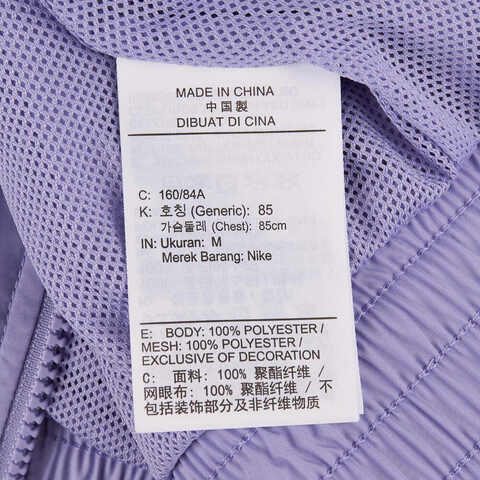 MADE IN CHINA
中国製
DIBUAT DI CINA
C: 160/84A
K: 호칭 (Generic): 85
가슴둘레 (Chest): 85cm
IN: Ukuran: M
Merek Barang: Nike
E: BODY: 100% POLYESTER /
MESH: 100% POLYESTER /
EXCLUSIVE OF DECORATION
C: 面料: 100% 聚酯纤维 /
网眼布: 100% 聚酯纤维 / 不
包括装饰部分及非纤维物